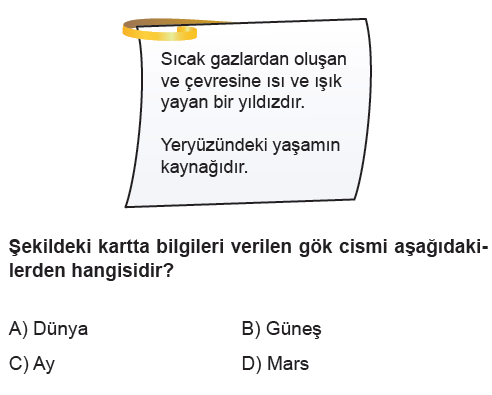 Sıcak gazlardan oluşan
ve çevresine ısı ve ışık
yayan bir yıldızdır.
Yeryüzündeki yaşamın
kaynağıdır.
Şekildeki kartta bilgileri verilen gök cismi aşağıdaki-
lerden hangisidir?
A) Dünya
B) Güneş
C) Ay
D) Mars